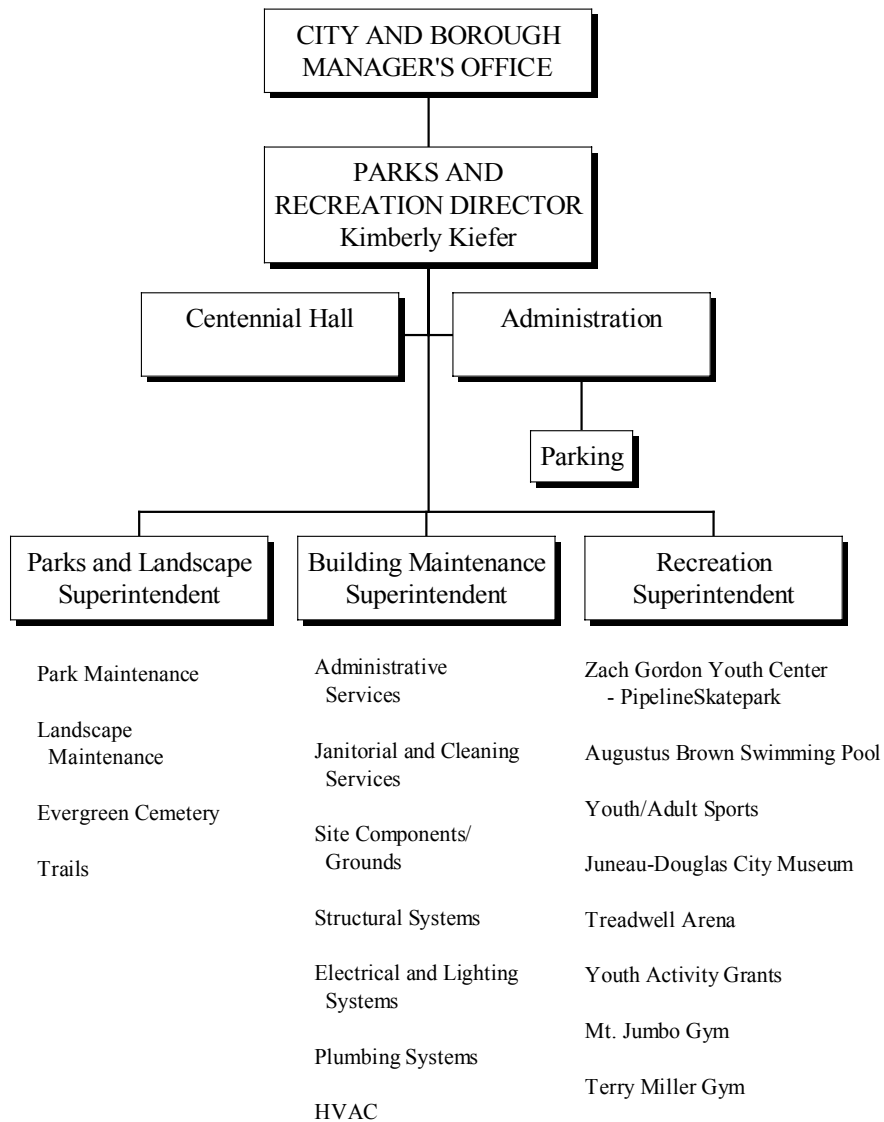 CITY AND BOROUGH
MANAGER'S OFFICE
PARKS AND
RECREATION DIRECTOR
Kimberly Kiefer
Centennial Hall
Administration
Parking
Parks and Landscape
Superintendent
Building Maintenance
Superintendent
Recreation
Superintendent
Park Maintenance
Landscape
Maintenance
Evergreen Cemetery
Trails
Administrative
Services
Janitorial and Cleaning
Services
Site Components/
Grounds
Structural Systems
Electrical and Lighting
Systems
Plumbing Systems
HVAC
Zach Gordon Youth Center
- PipelineSkatepark
Augustus Brown Swimming Pool
Youth/Adult Sports
Juneau-Douglas City Museum
Treadwell Arena
Youth Activity Grants
Mt. Jumbo Gym
Terry Miller Gym